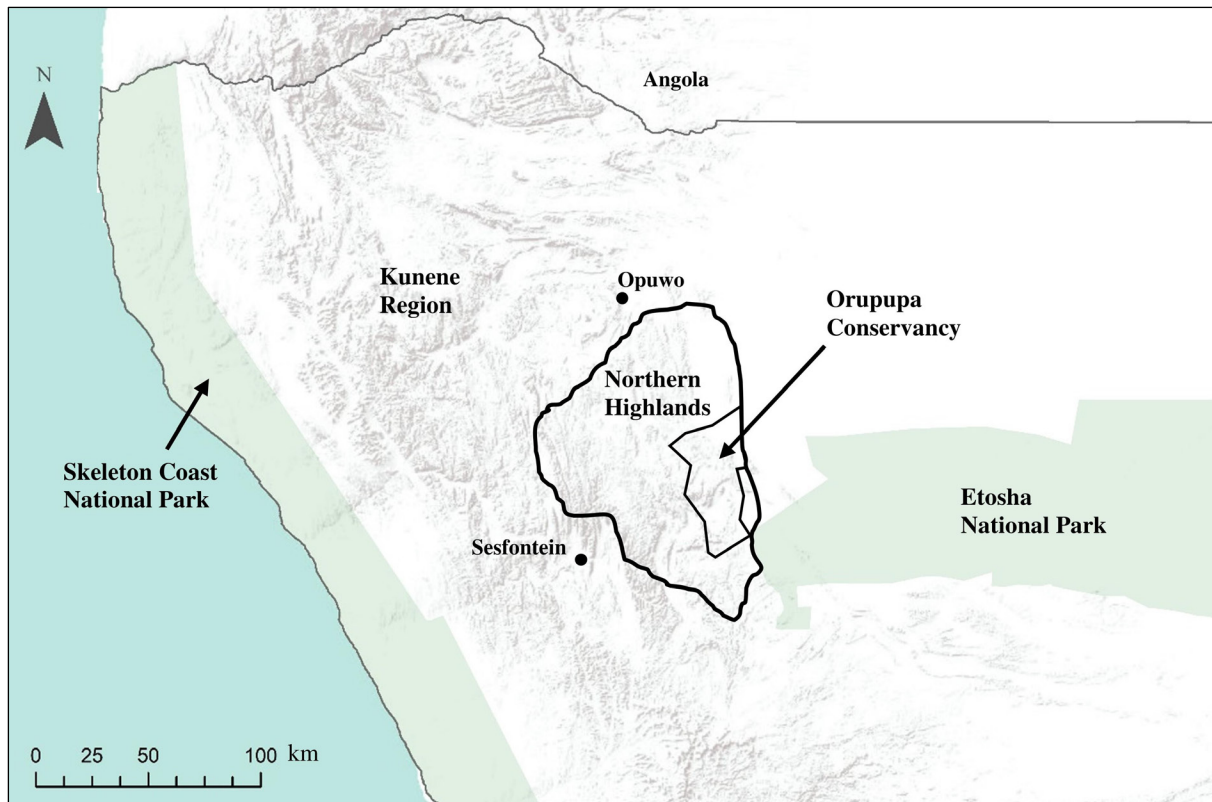 N
Angola
Kunene
Region
Opuwo
Orupupa
Conservancy
Northern
Highlands
Skeleton Coast
National Park
Etosha
National Park
Sesfontein
0 25 50 100 km